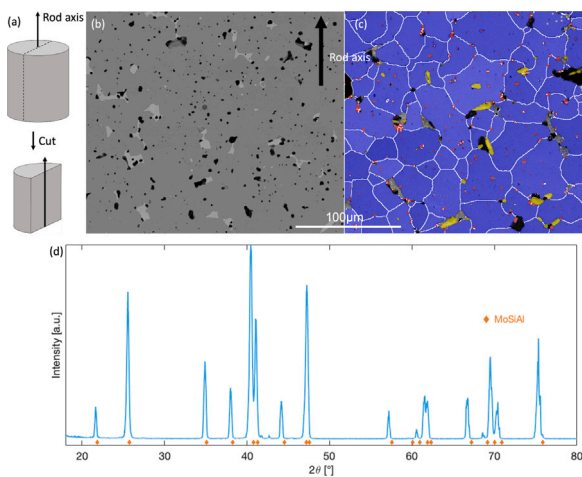 (a)
Rod axis
Cut
(b)
Rod axis
(c)
100µm
(d)
Intensity [a.u.]
MoSiAl
20
30
40
50
60
70
80
2θ [°]